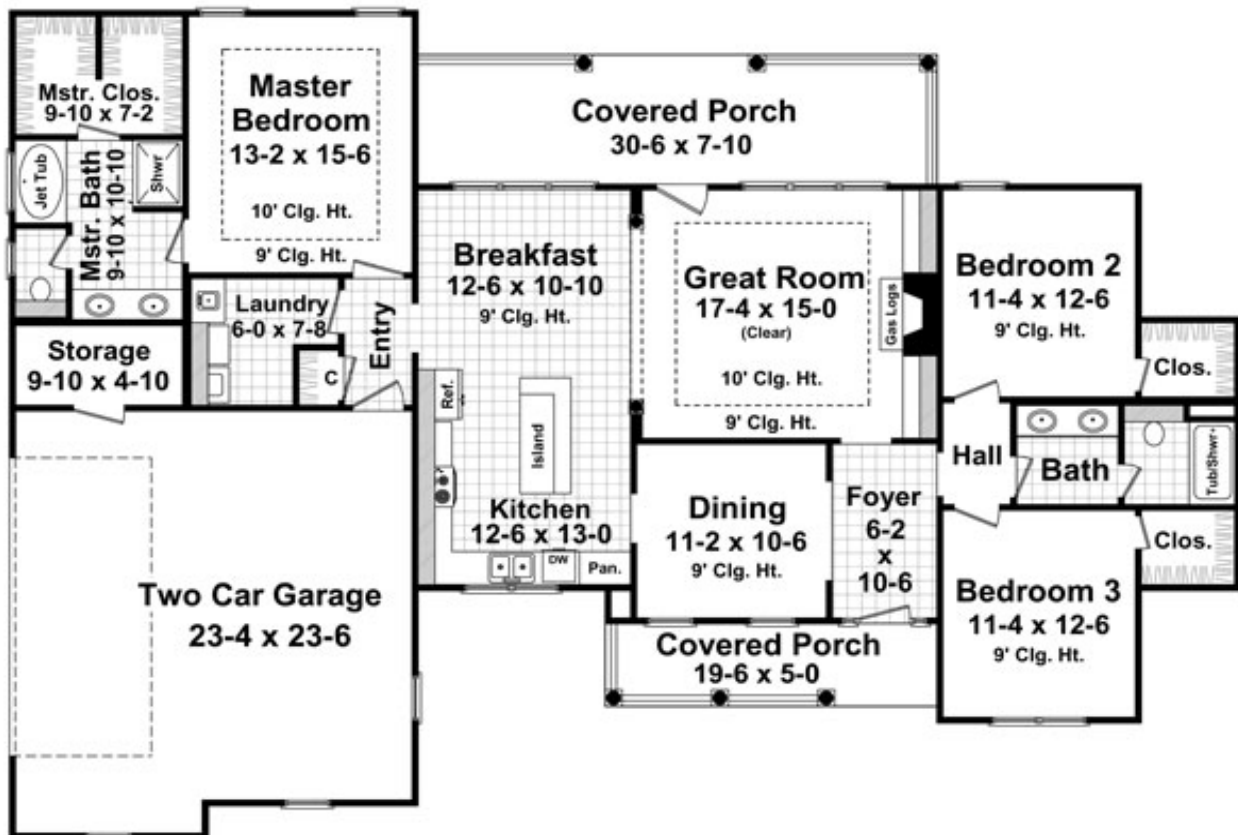 Mstr. Clos.
9-10 x 7-2
Master
Bedroom
13-2 x 15-6
10' Clg. Ht.
9' Clg. Ht.
Covered Porch
30-6 x 7-10
Jet Tub
Mstr. Bath
9-10 x 10-10
Shwr
Laundry
6-0 x 7-8
Entry
C
Storage
9-10 x 4-10
Breakfast
12-6 x 10-10
9' Clg. Ht.
Ref.
Island
Kitchen
12-6 x 13-0
DW
Pan.
Great Room
17-4 x 15-0
(Clear)
Gas Logs
10' Clg. Ht.
9' Clg. Ht.
Bedroom 2
11-4 x 12-6
9' Clg. Ht.
Clos.
Hall
Bath
Tub/Shwr+
Dining
11-2 x 10-6
9' Clg. Ht.
Foyer
6-2
x
10-6
Clos.
Bedroom 3
11-4 x 12-6
9' Clg. Ht.
Two Car Garage
23-4 x 23-6
Covered Porch
19-6 x 5-0